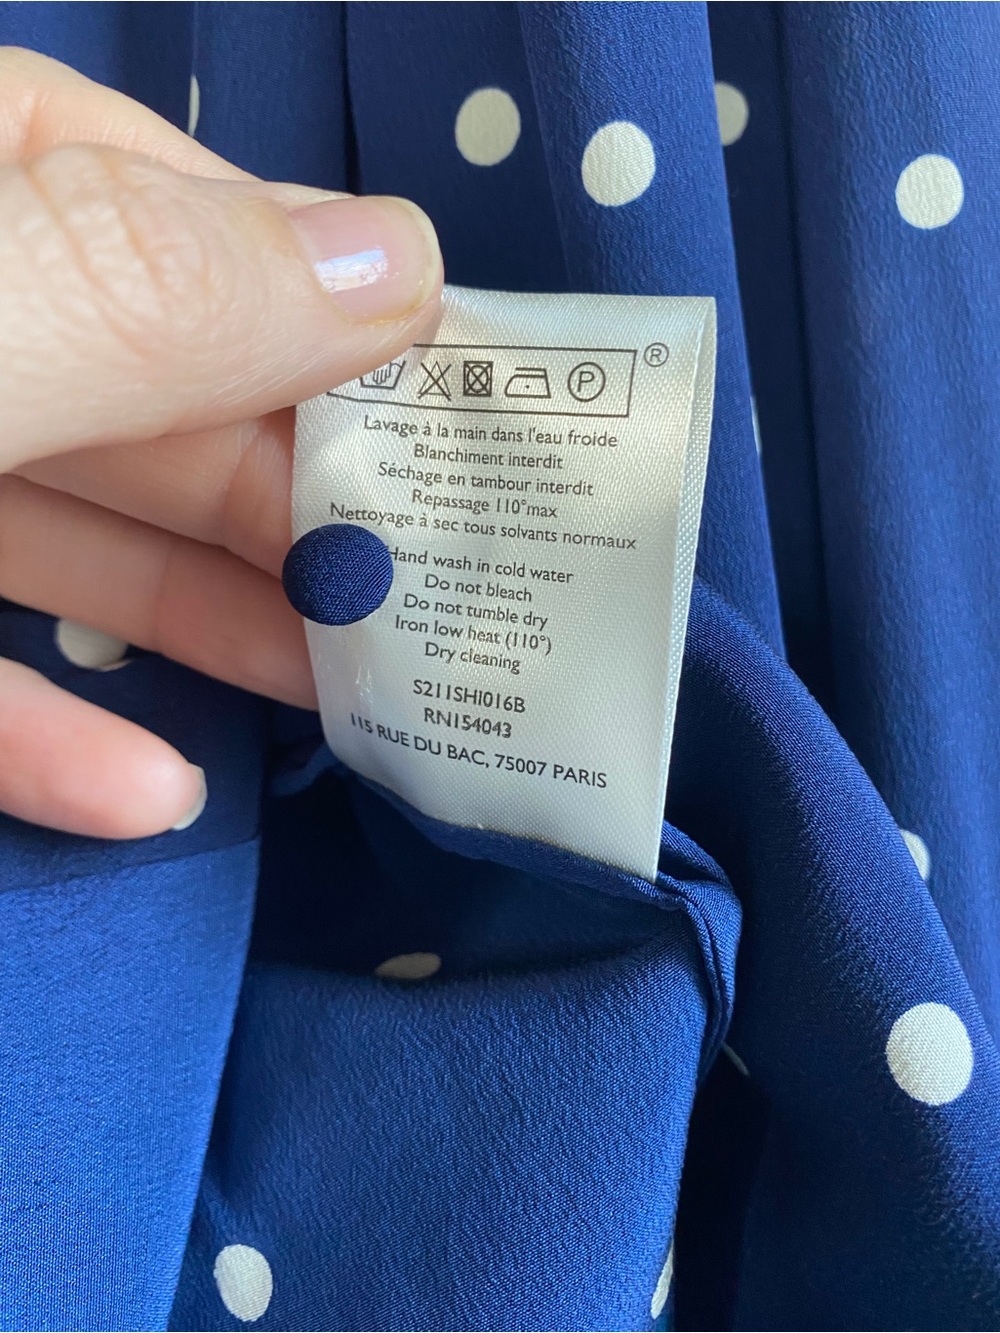 ®
P
Lavage à la main dans l'eau froide
Blanchiment interdit
Séchage en tambour interdit
Repassage 110°max
Nettoyage à sec tous solvants normaux
Hand wash in cold water
Do not bleach
Do not tumble dry
Iron low heat (110°)
Dry cleaning
S211SHI016B
RN154043
115 RUE DU BAC, 75007 PARIS